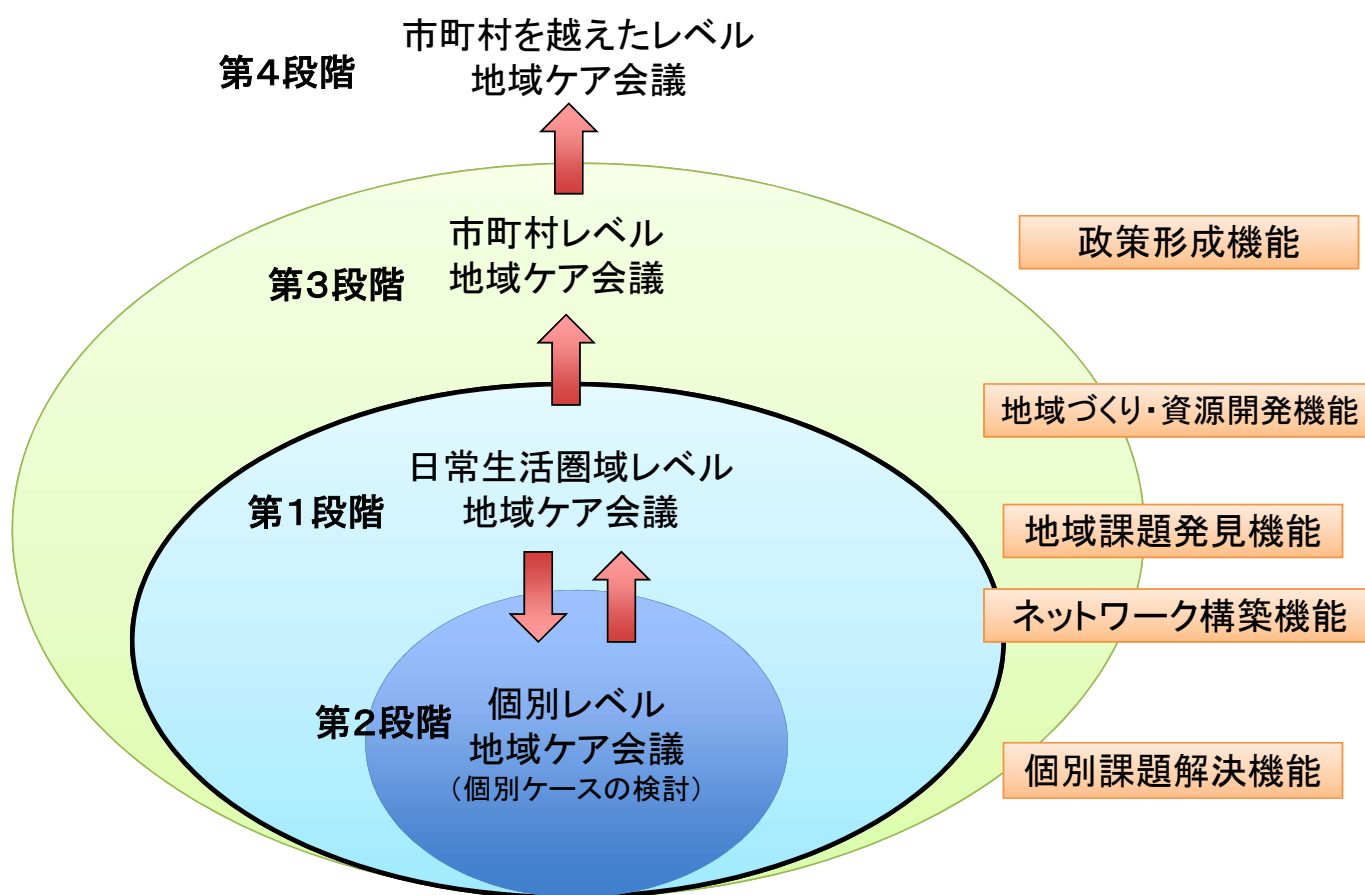 市町村を越えたレベル
地域ケア会議
第4段階
市町村レベル
地域ケア会議
第3段階
政策形成機能
地域づくり・資源開発機能
日常生活圏域レベル
地域ケア会議
第1段階
地域課題発見機能
ネットワーク構築機能
個別レベル
地域ケア会議
（個別ケースの検討）
第2段階
個別課題解決機能